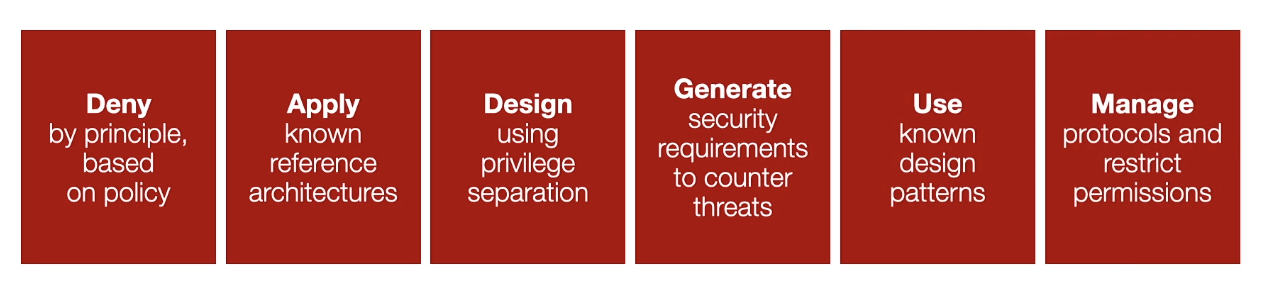 Deny
by principle,
based
on policy
Apply
known
reference
architectures
Design
using
privilege
separation
Generate
security
requirements
to counter
threats
Use
known
design
patterns
Manage
protocols and
restrict
permissions